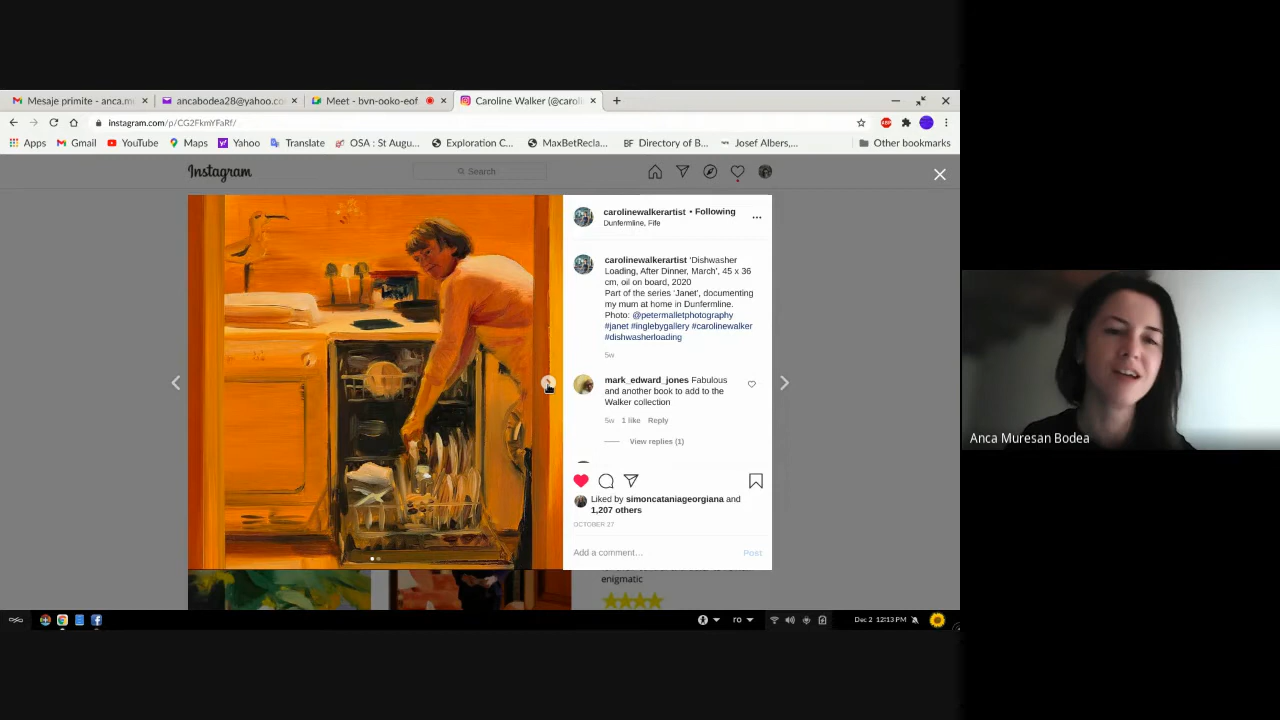 Mesaje primite - anca.m
ancabodea28@yahoo.co
Meet - bvn-ooko-eof
Caroline Walker (@carolin
instagram.com/p/CG2FkmYFaRf/
Apps
Gmail
YouTube
Maps
Yahoo
Translate
OSA : St Augu...
Exploration C...
MaxBetRecla...
BF Directory of B...
Josef Albers,...
Other bookmarks
Instagram
Search
carolinewalkerartist • Following
Dunfermline, Fife
carolinewalkerartist 'Dishwasher
Loading, After Dinner, March', 45 x 36
cm, oil on board, 2020
Part of the series 'Janet', documenting
my mum at home in Dunfermline.
Photo: @petermalletphotography
#janet #inglebygallery #carolinewalker
#dishwasherloading
5w
mark_edward_jones Fabulous
and another book to add to the
Walker collection
5w 1 like Reply
View replies (1)
Liked by simoncataniageorgiana and
1,207 others
OCTOBER 27
Add a comment...
Post
enigmatic
ro
Dec 2 12:13 PM
Anca Muresan Bodea